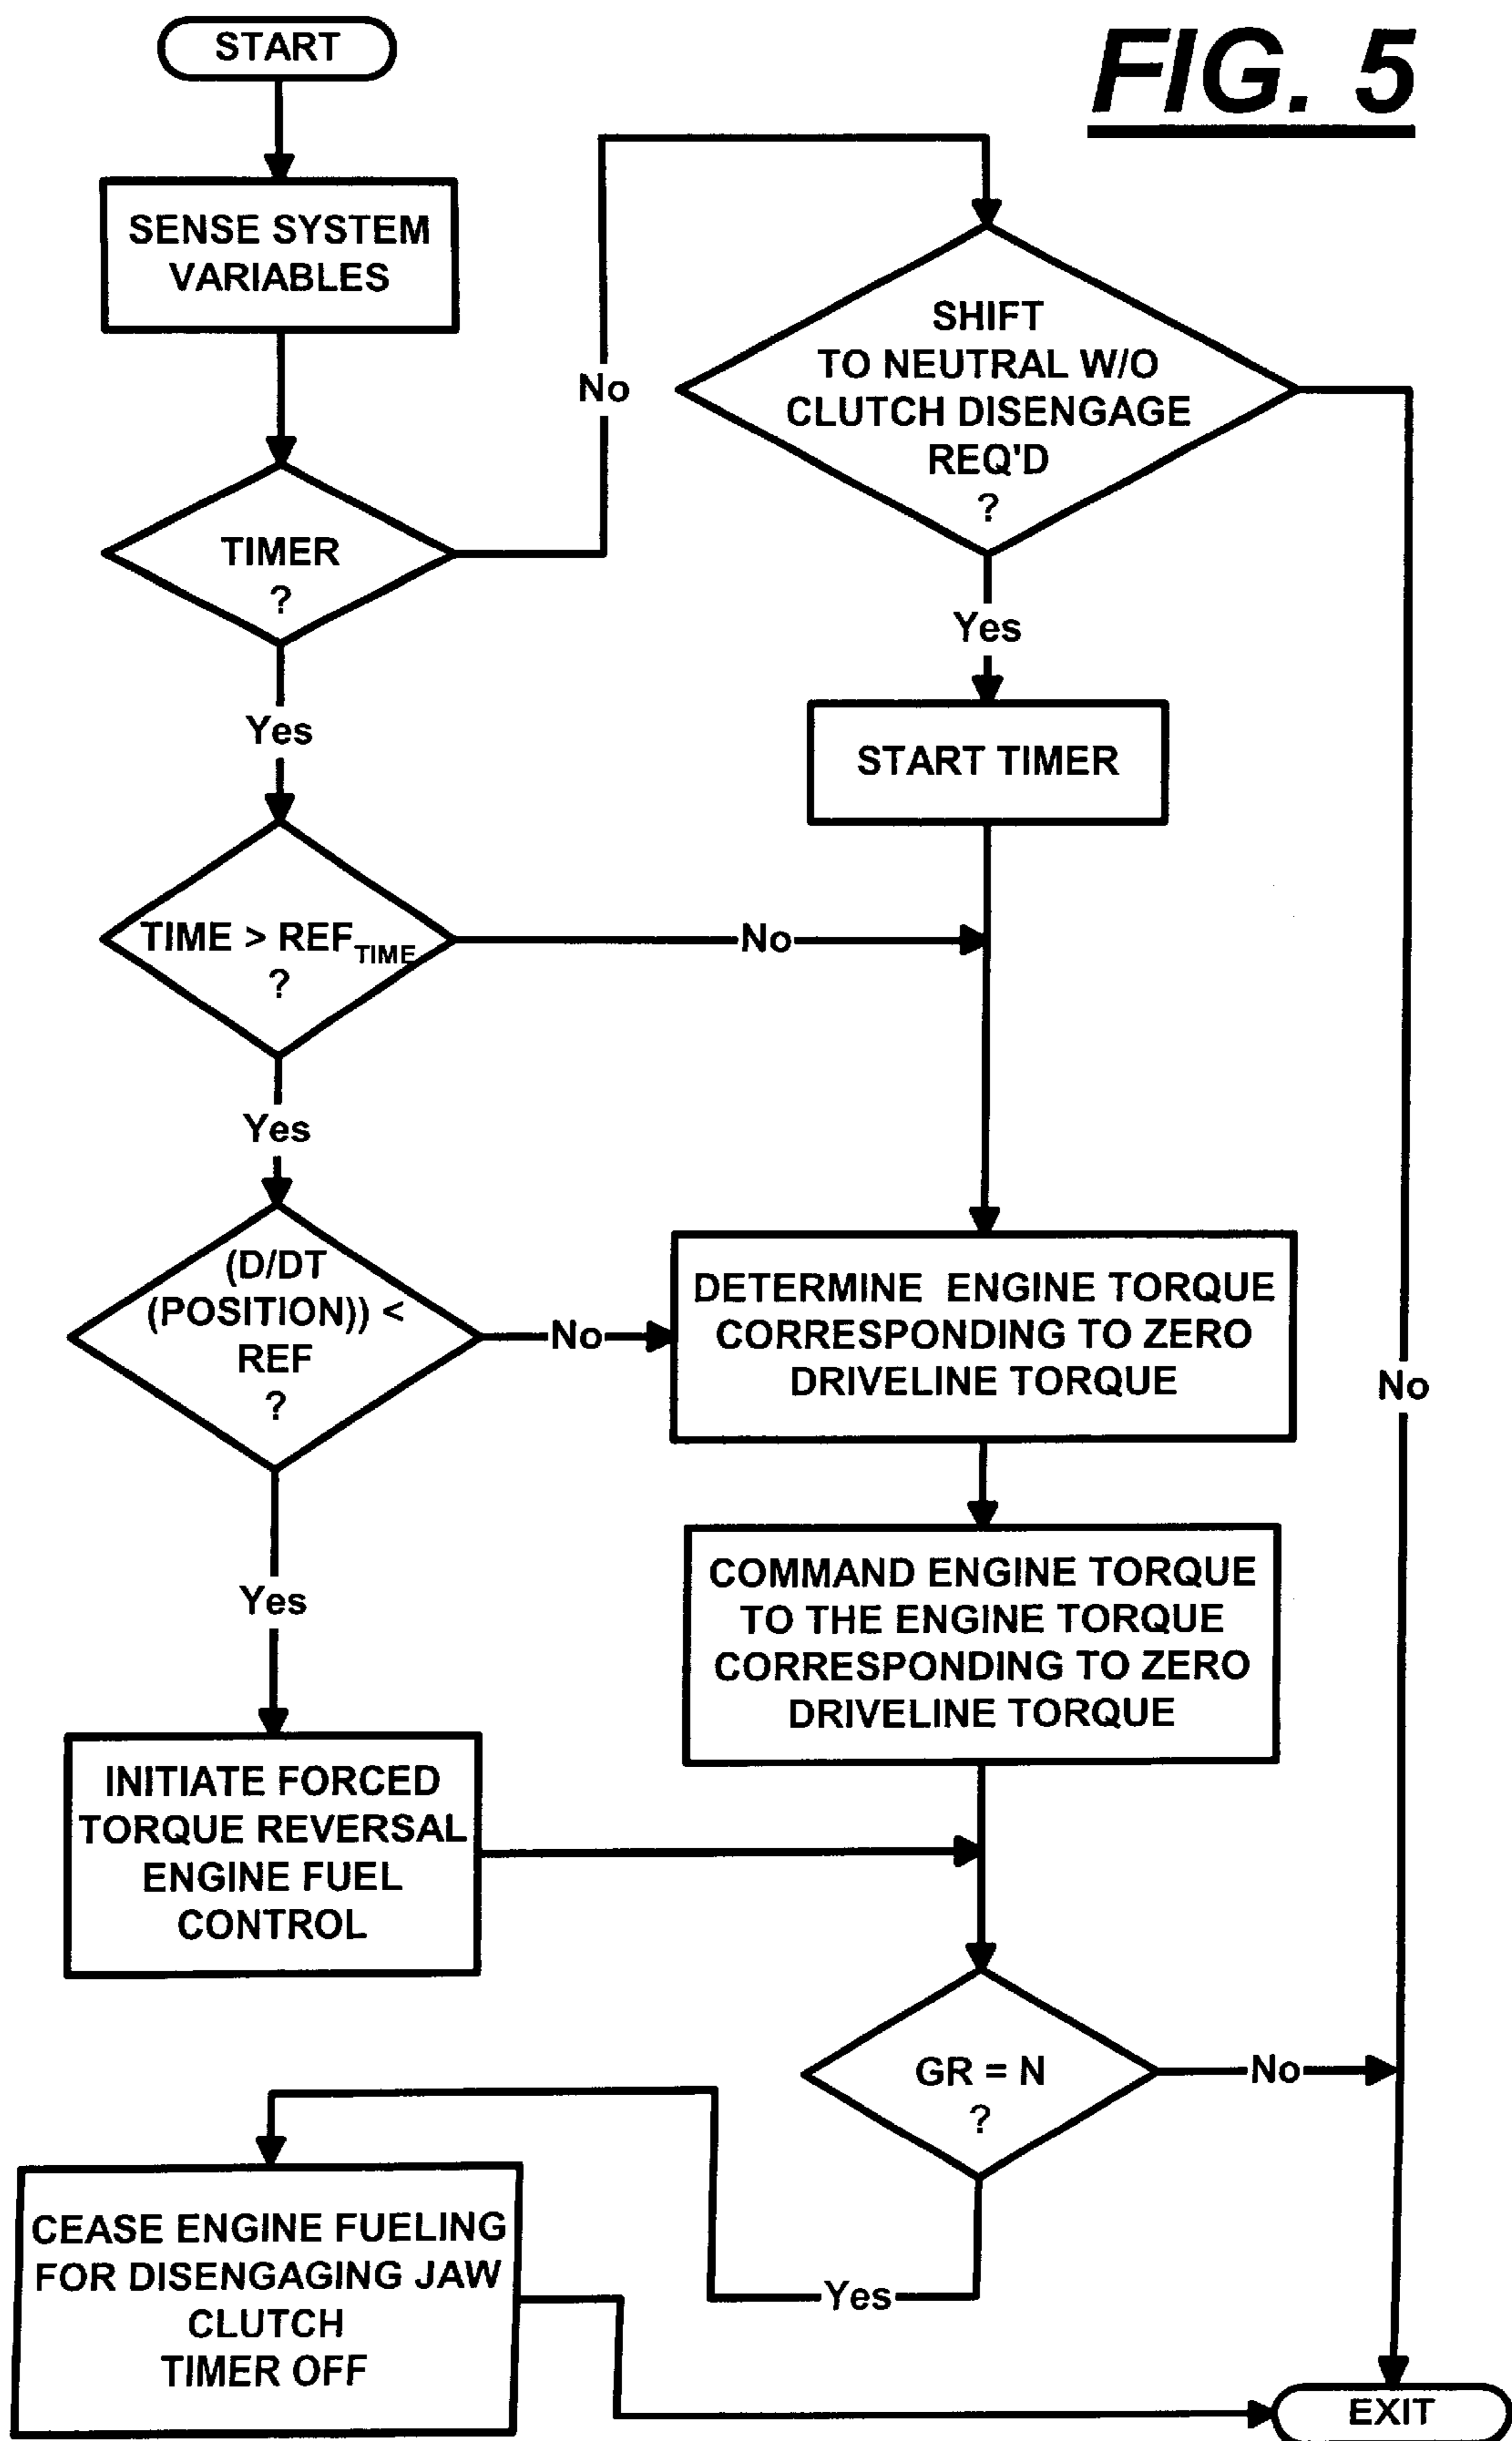 FIG. 5
START
SENSE SYSTEM
VARIABLES
TIMER
?
No
Yes
SHIFT
TO NEUTRAL W/O
CLUTCH DISENGAGE
REQ'D
?
Yes
No
START TIMER
TIME > REF TIME
?
No
Yes
(D/DT
(POSITION)) <
REF
?
No
Yes
DETERMINE ENGINE TORQUE
CORRESPONDING TO ZERO
DRIVELINE TORQUE
COMMAND ENGINE TORQUE
TO THE ENGINE TORQUE
CORRESPONDING TO ZERO
DRIVELINE TORQUE
INITIATE FORCED
TORQUE REVERSAL
ENGINE FUEL
CONTROL
GR = N
?
No
Yes
CEASE ENGINE FUELING
FOR DISENGAGING JAW
CLUTCH
TIMER OFF
EXIT